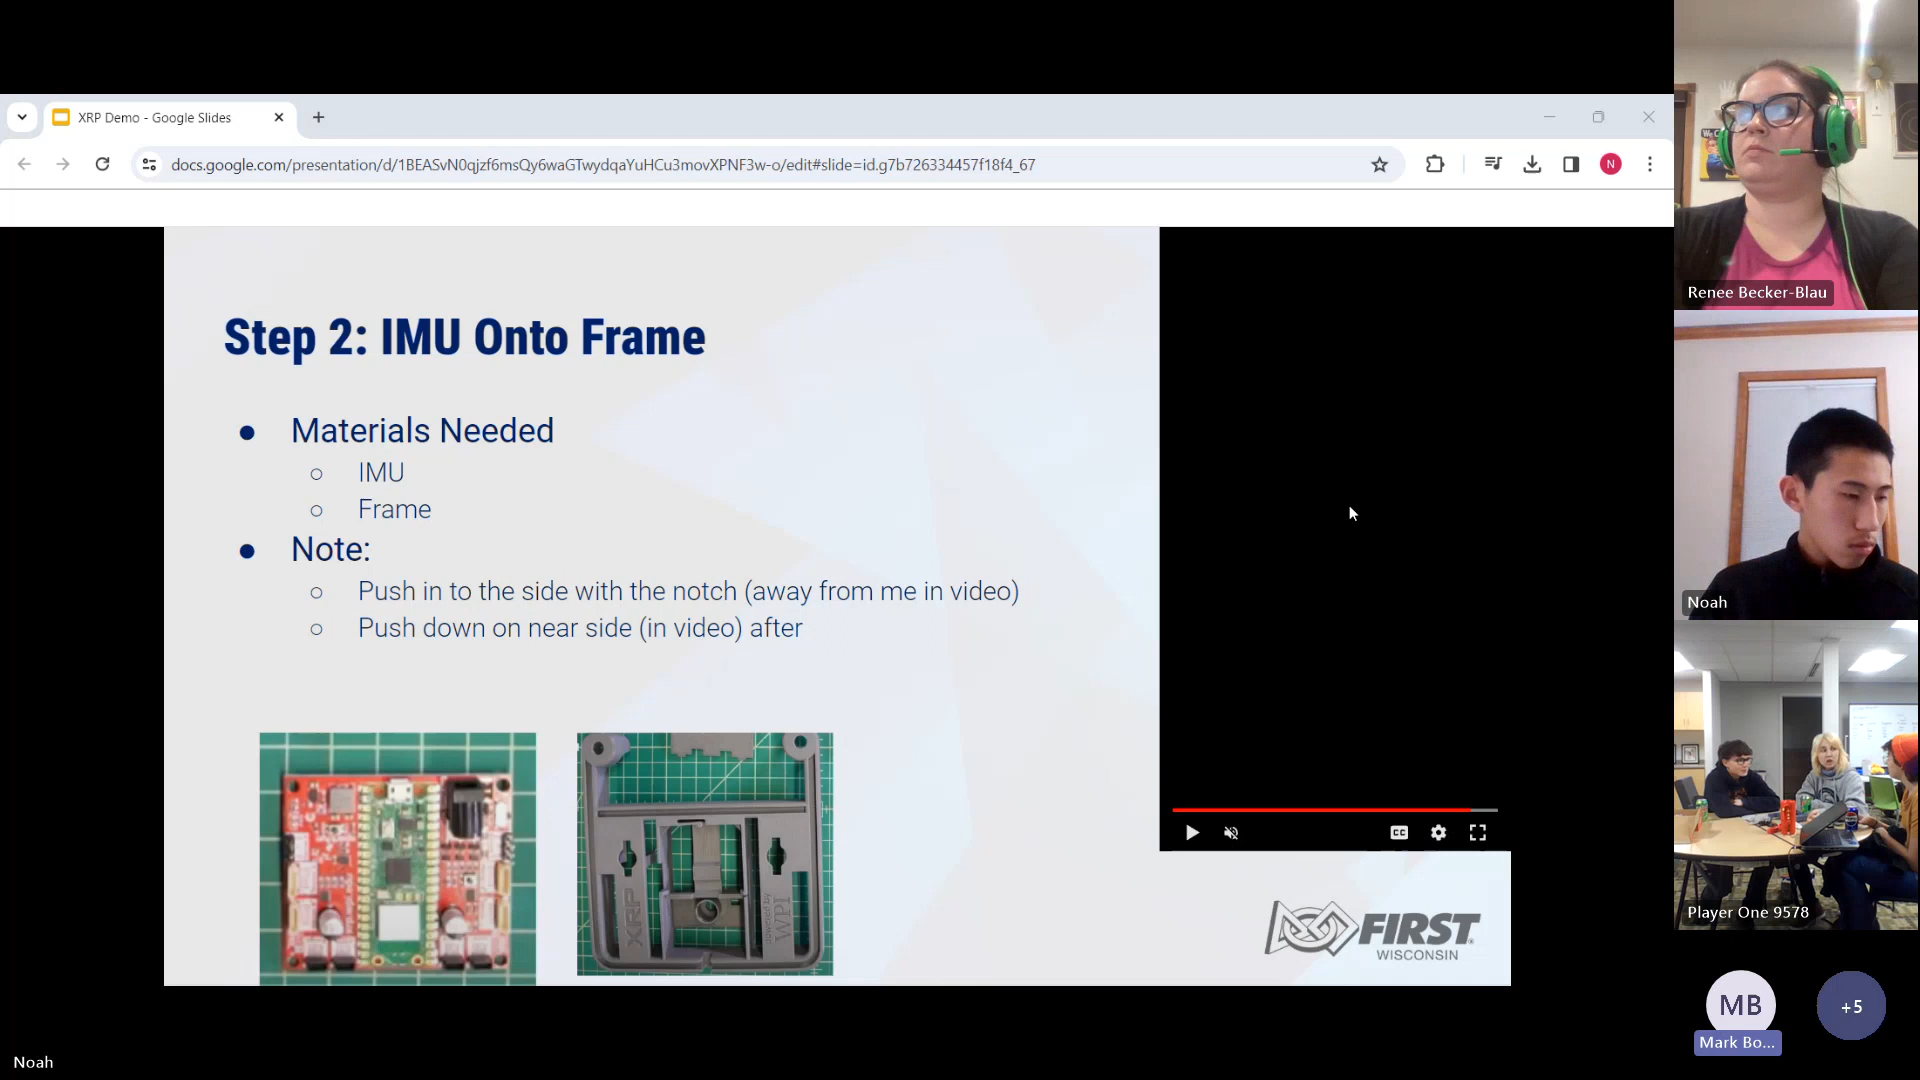 XRP Demo - Google Slides
docs.google.com/presentation/d/1BEASvN0qjzf6msQy6waGTwydqaYuHCu3movXPNF3w-o/edit#slide=id.g7b726334457f18f4_67
N
Step 2: IMU Onto Frame
Materials Needed
IMU
Frame
Note:
Push in to the side with the notch (away from me in video)
Push down on near side (in video) after
XRP
WPI
CC
FIRST
WISCONSIN
Renee Becker-Blau
Noah
Player One 9578
MB
Mark Bo...
+5
Noah